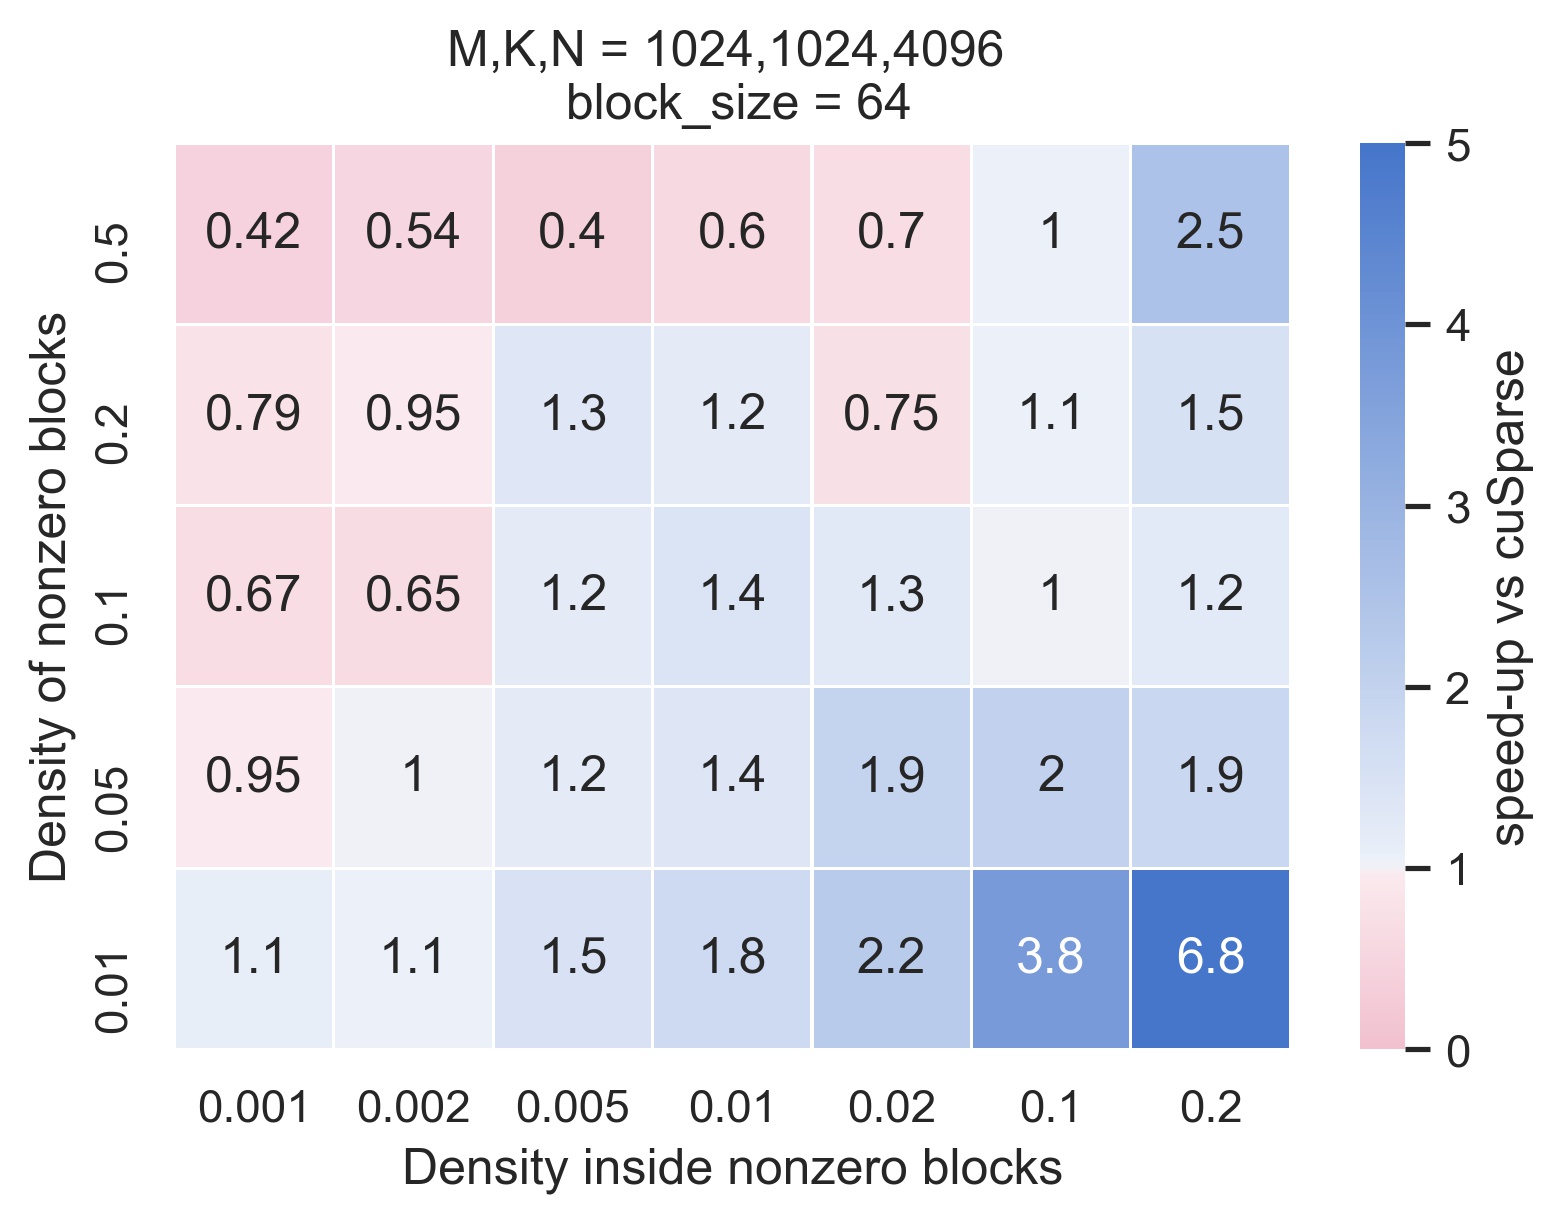 M,K,N = 1024,1024,4096
block_size = 64
Density of nonzero blocks
0.5
0.42 0.54 0.4 0.6 0.7 1 2.5
0.2
0.79 0.95 1.3 1.2 0.75 1.1 1.5
0.1
0.67 0.65 1.2 1.4 1.3 1 1.2
0.05
0.95 1 1.2 1.4 1.9 2 1.9
0.01
1.1 1.1 1.5 1.8 2.2 3.8 6.8
0.001 0.002 0.005 0.01 0.02 0.1 0.2
Density inside nonzero blocks
5
4
3
2
1
0
speed-up vs cuSparse